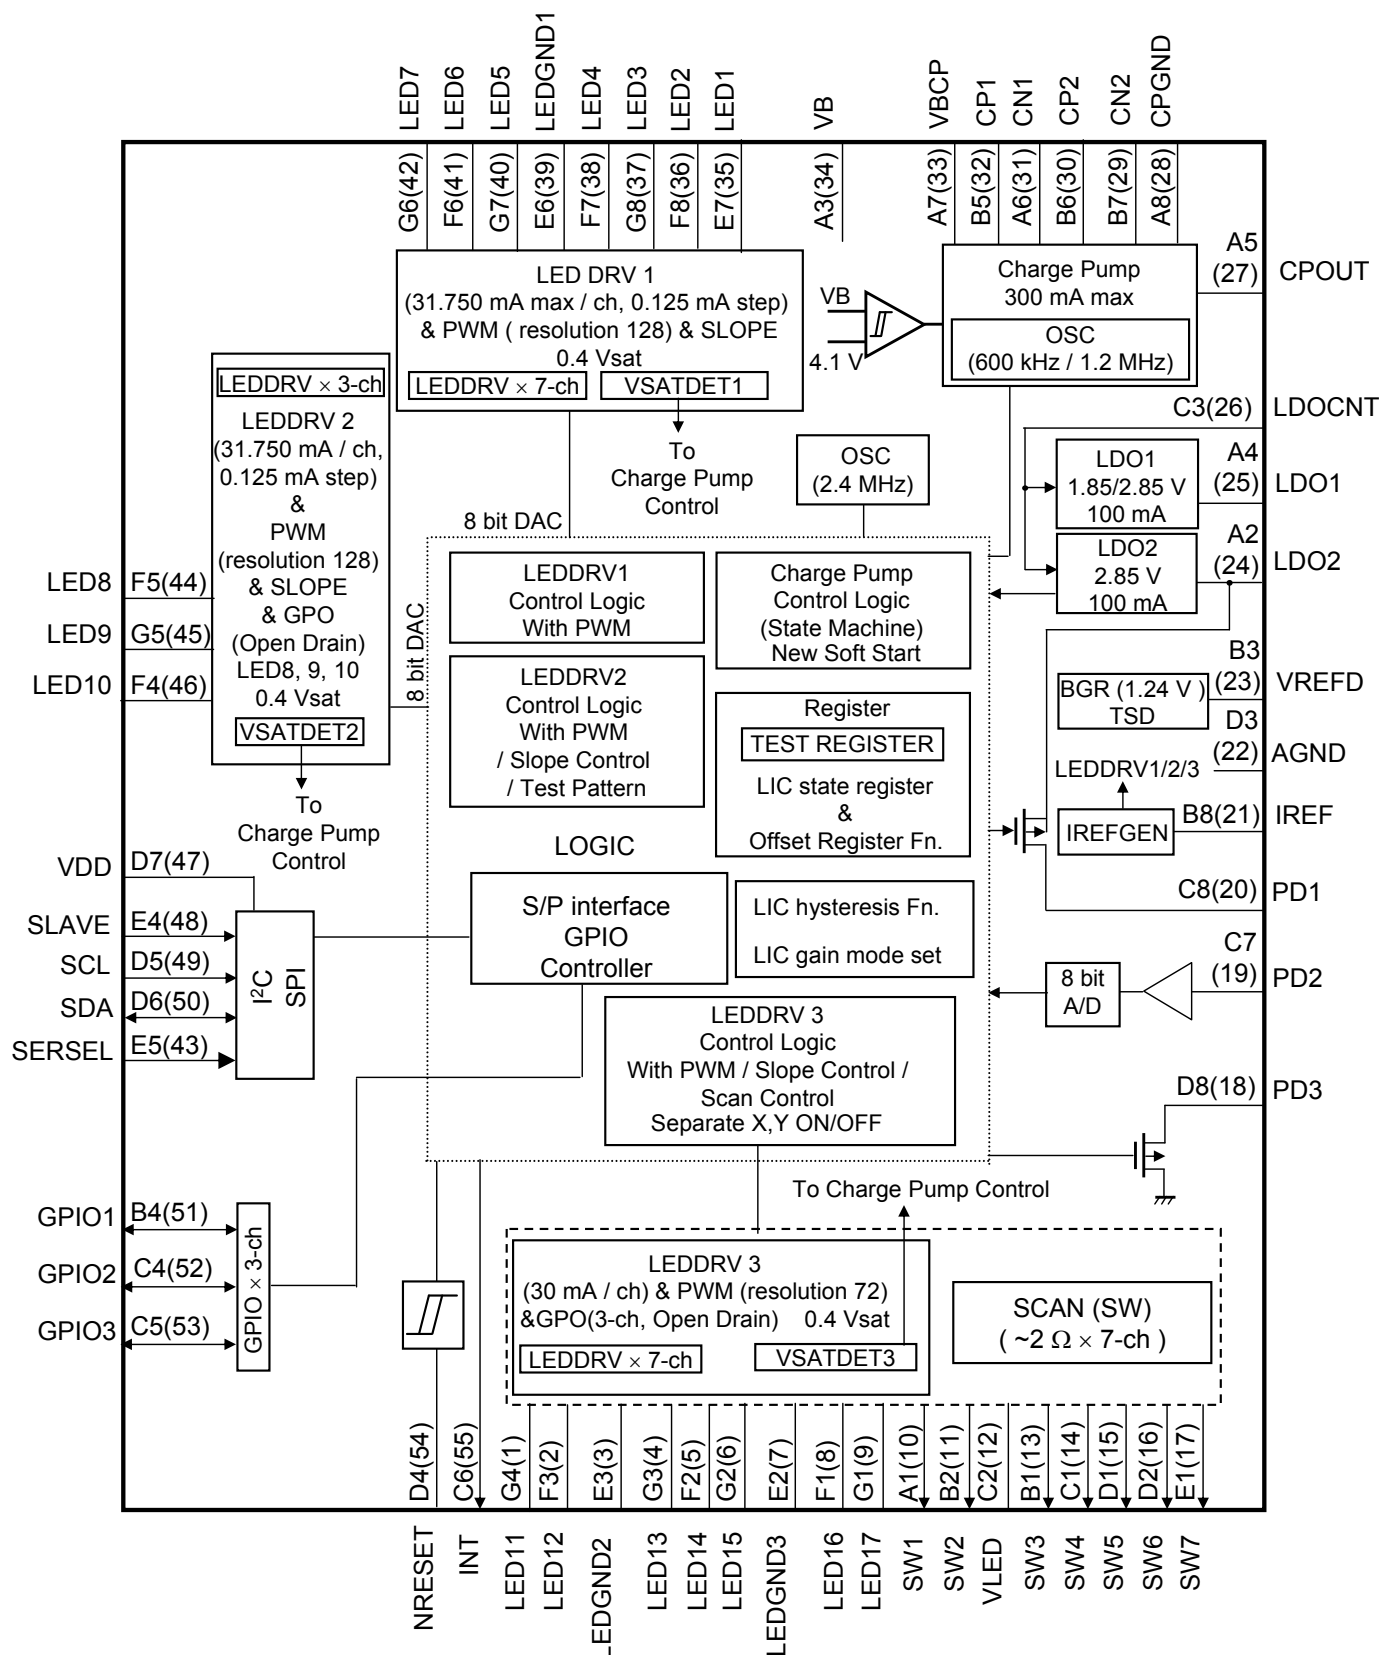 LED7
LED6
LED5
LEDGND1
LED4
LED3
LED2
LED1
VB
VBCP
CP1
CN1
CP2
CN2
CPGND
G6(42)
F6(41)
G7(40)
E6(39)
F7(38)
G8(37)
F8(36)
E7(35)
A3(34)
A7(33)
B5(32)
A6(31)
B6(30)
B7(29)
A8(28)
LED DRV 1
(31.750 mA max / ch, 0.125 mA step)
& PWM ( resolution 128) & SLOPE
0.4 Vsat
LEDDRV × 7-ch
VSATDET1
To
Charge Pump
Control
VB
4.1 V
Charge Pump
300 mA max
OSC
(600 kHz / 1.2 MHz)
A5
(27)
CPOUT
C3(26)
LDOCNT
LDO1
1.85/2.85 V
100 mA
A4
(25)
LDO1
LDO2
2.85 V
100 mA
A2
(24)
LDO2
LEDDRV × 3-ch
LEDDRV 2
(31.750 mA / ch,
0.125 mA step)
&
PWM
(resolution 128)
& SLOPE
& GPO
(Open Drain)
LED8, 9, 10
0.4 Vsat
VSATDET2
To
Charge Pump
Control
LED8
F5(44)
LED9
G5(45)
LED10
F4(46)
OSC
(2.4 MHz)
8 bit DAC
8 bit DAC
LEDDRV1
Control Logic
With PWM
Charge Pump
Control Logic
(State Machine)
New Soft Start
LEDDRV2
Control Logic
With PWM
/ Slope Control
/ Test Pattern
Register
TEST REGISTER
LIC state register
&
Offset Register Fn.
LOGIC
S/P interface
GPIO
Controller
LIC hysteresis Fn.
LIC gain mode set
LEDDRV 3
Control Logic
With PWM / Slope Control /
Scan Control
Separate X,Y ON/OFF
BGR (1.24 V )
TSD
B3
(23)
VREFD
D3
(22)
AGND
LEDDRV1/2/3
IREFGEN
B8(21)
IREF
C8(20)
PD1
8 bit
A/D
C7
(19)
PD2
D8(18)
PD3
VDD
D7(47)
SLAVE
E4(48)
SCL
D5(49)
SDA
D6(50)
SERSEL
E5(43)
I²C
SPI
GPIO1
B4(51)
GPIO2
C4(52)
GPIO3
C5(53)
GPIO × 3-ch
To Charge Pump Control
LEDDRV 3
(30 mA / ch) & PWM (resolution 72)
&GPO(3-ch, Open Drain) 0.4 Vsat
LEDDRV × 7-ch
VSATDET3
SCAN (SW)
( ~2 Ω × 7-ch )
D4(54)
C6(55)
G4(1)
F3(2)
E3(3)
G3(4)
F2(5)
G2(6)
E2(7)
F1(8)
G1(9)
A1(10)
B2(11)
C2(12)
B1(13)
C1(14)
D1(15)
D2(16)
E1(17)
NRESET
INT
LED11
LED12
LEDGND2
LED13
LED14
LED15
LEDGND3
LED16
LED17
SW1
SW2
VLED
SW3
SW4
SW5
SW6
SW7